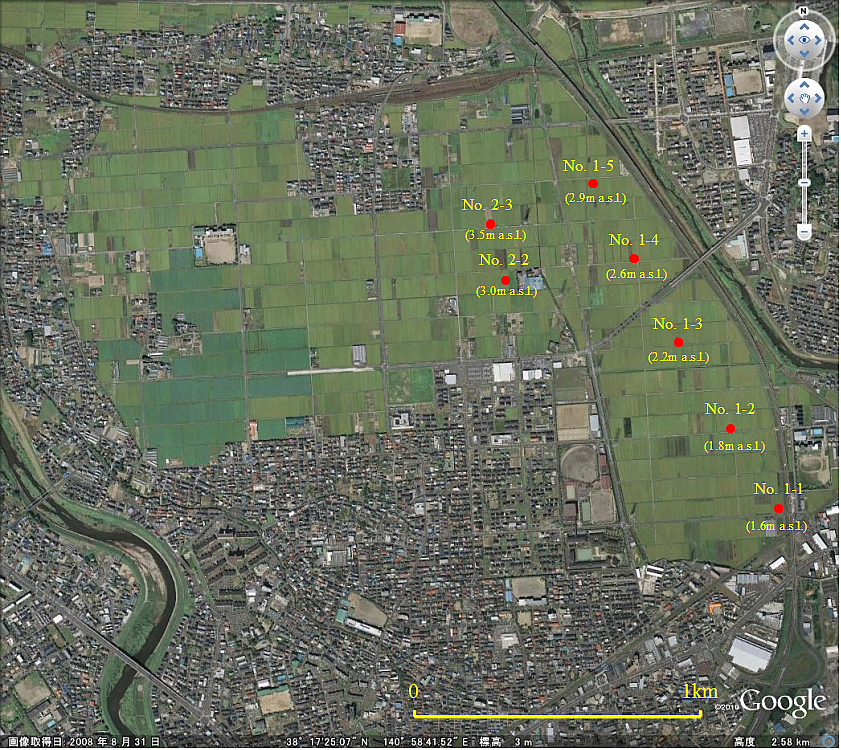 N
No. 1-5
(2.9m a.s.l.)
No. 2-3
(3.5m a.s.l.)
No. 1-4
(2.6m a.s.l.)
No. 2-2
(3.0m a.s.l.)
No. 1-3
(2.2m a.s.l.)
No. 1-2
(1.8m a.s.l.)
No. 1-1
(1.6m a.s.l.)
0 1km
©2010 Google
画像取得日: 2008 年 8 月 31 日 38° 17'25.07" N 140° 58'41.52" E 標高 3 m 高度 2.58 km